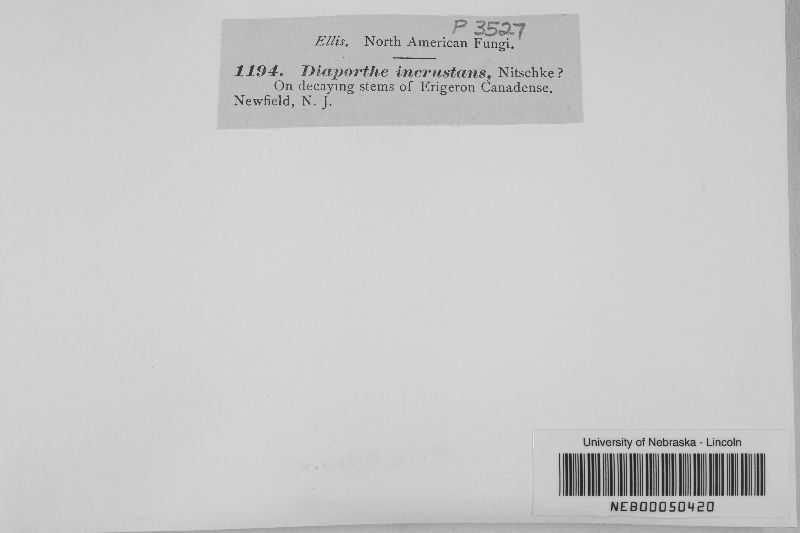 P 3527
Ellis. North American Fungi.
1194. Diaporthe incrustans, Nitschke?
On decaying stems of Erigeron Canadense.
Newfield, N. J.
University of Nebraska - Lincoln
NEB00050420